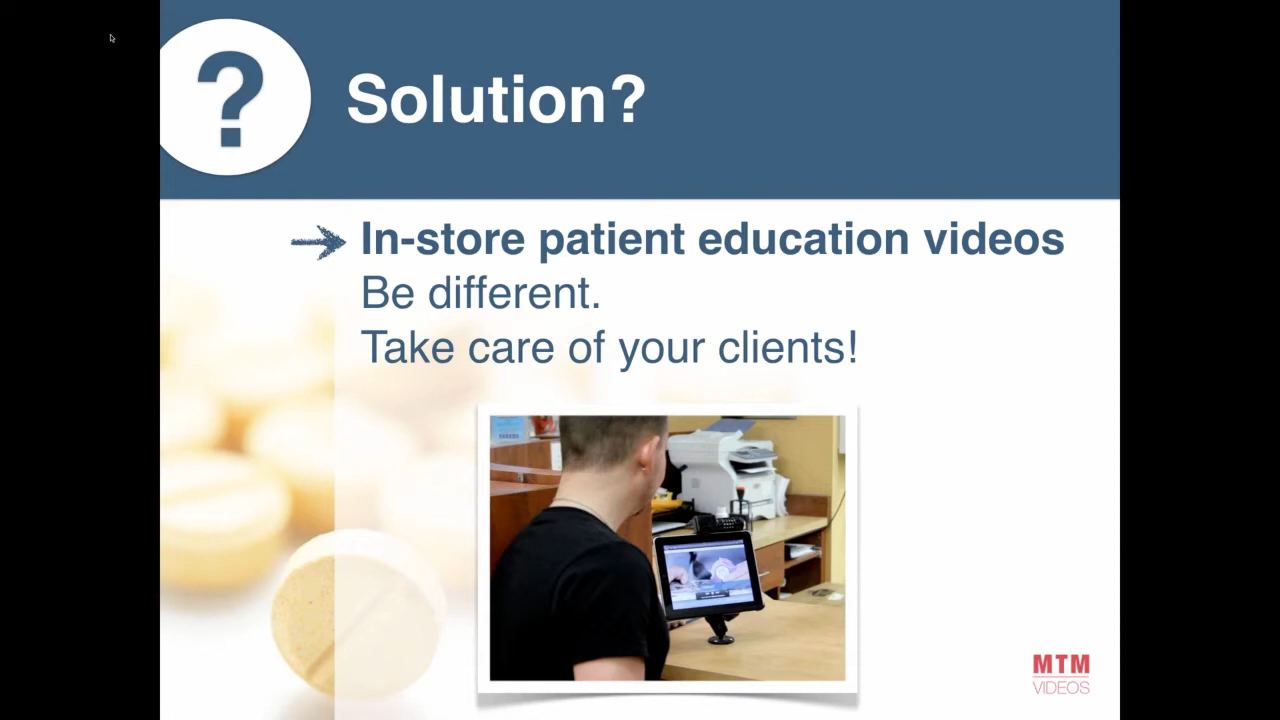 ?
Solution?
In-store patient education videos
Be different.
Take care of your clients!
MTM
VIDEOS